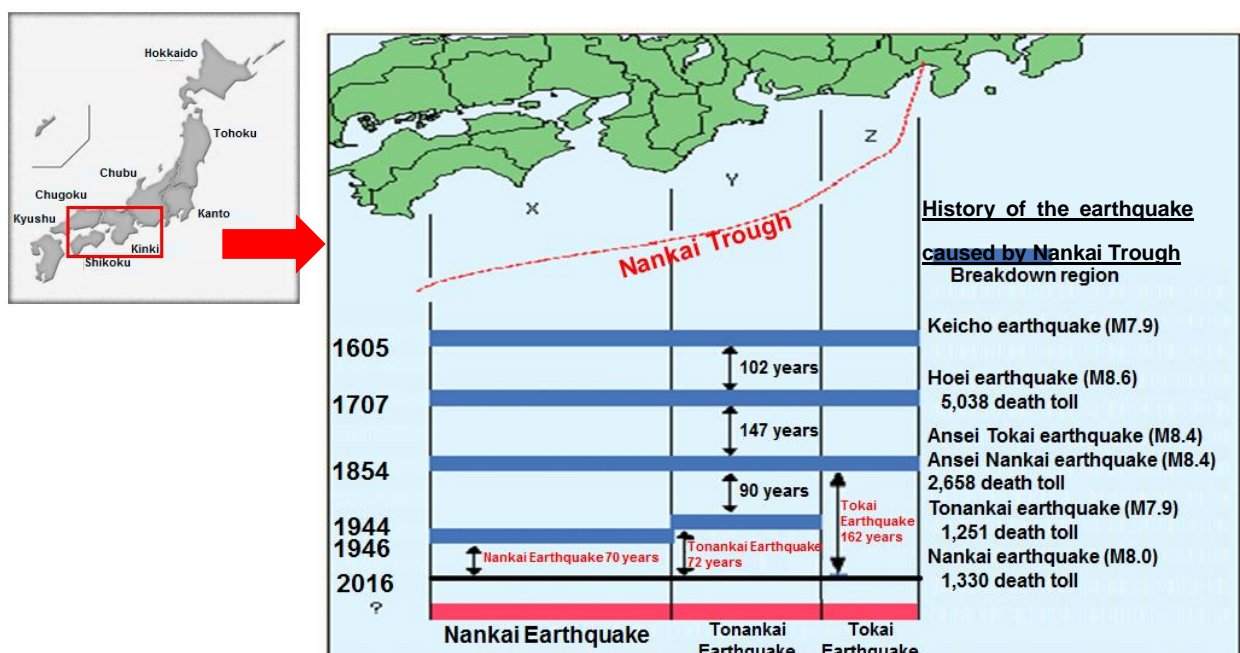 Hokkaido
Tohoku
Chubu
Chugoku
Kyushu
Kanto
Kinki
Shikoku
X
Y
Z
Nankai Trough
History of the earthquake
caused by Nankai Trough
Breakdown region
1605
Keicho earthquake (M7.9)
102 years
1707
Hoei earthquake (M8.6)
5,038 death toll
147 years
1854
Ansei Tokai earthquake (M8.4)
Ansei Nankai earthquake (M8.4)
2,658 death toll
90 years
Tokai
Earthquake
162 years
1944
Tonankai earthquake (M7.9)
1,251 death toll
1946
Nankai Earthquake 70 years
Tonankai Earthquake
72 years
Nankai earthquake (M8.0)
1,330 death toll
2016
?
Nankai Earthquake
Tonankai
Earthquake
Tokai
Earthquake